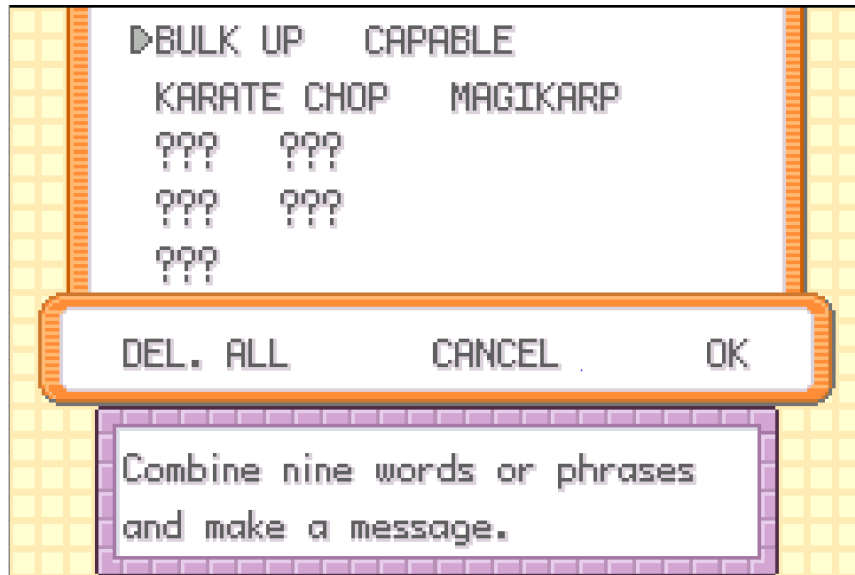 BULK UP CAPABLE
KARATE CHOP MAGIKARP
??? ???
??? ???
???
DEL. ALL CANCEL OK
Combine nine words or phrases
and make a message.